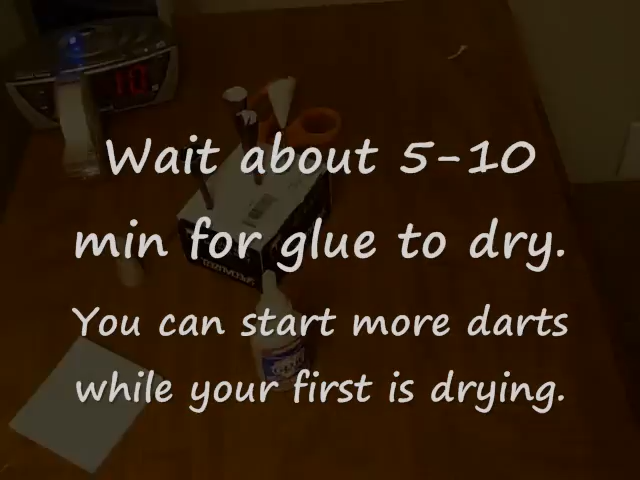 Wait about 5-10
min for glue to dry.
You can start more darts
while your first is drying.
10